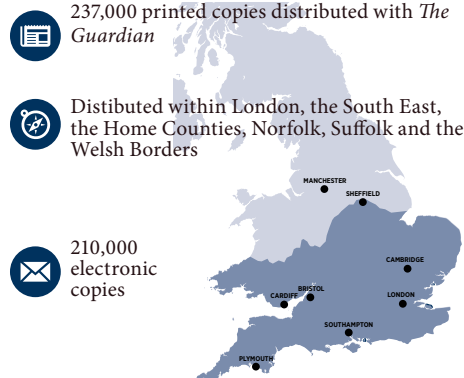 237,000 printed copies distributed with The
Guardian
Distibuted within London, the South East,
the Home Counties, Norfolk, Suffolk and the
Welsh Borders
210,000
electronic
copies
MANCHESTER
SHEFFIELD
CAMBRIDGE
BRISTOL
CARDIFF
LONDON
SOUTHAMPTON
PLYMOUTH